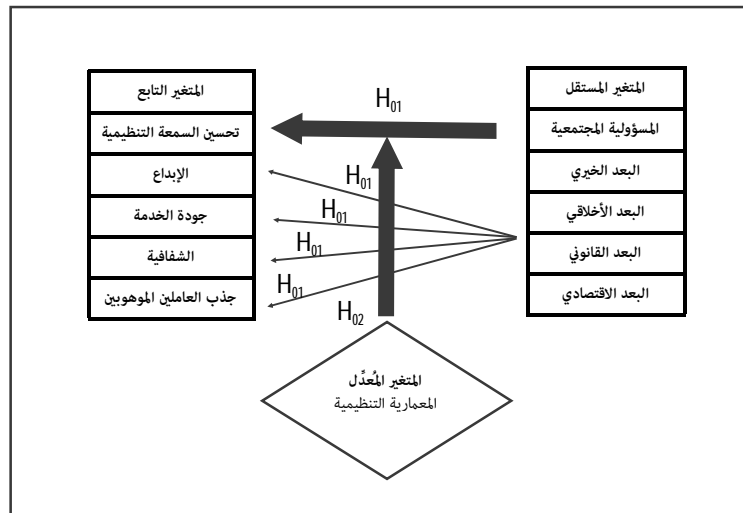 المتغير المستقل
المسؤولية المجتمعية
البعد الخيري
البعد الأخلاقي
البعد القانوني
البعد الاقتصادي
H01
H01
H01
H01
H01
H02
المتغير التابع
تحسين السمعة التنظيمية
الإبداع
جودة الخدمة
الشفافية
جذب العاملين الموهوبين
المتغير المُعدِّل
المعمارية التنظيمية